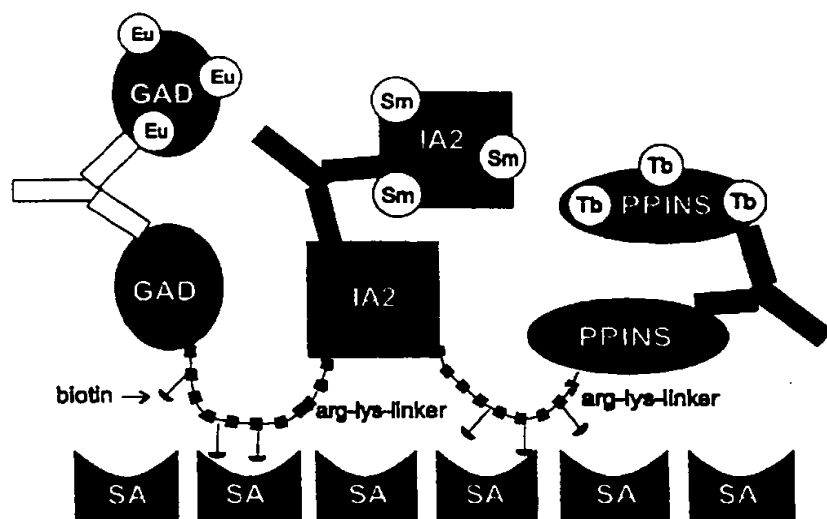 Eu
GAD
Eu
Eu
Sm
IA2
Sm
Sm
Tb
Tb
PPINS
Tb
GAD
IA2
PPINS
biotin
arg-lys-linker
arg-lys-linker
SA
SA
SA
SA
SA
SA